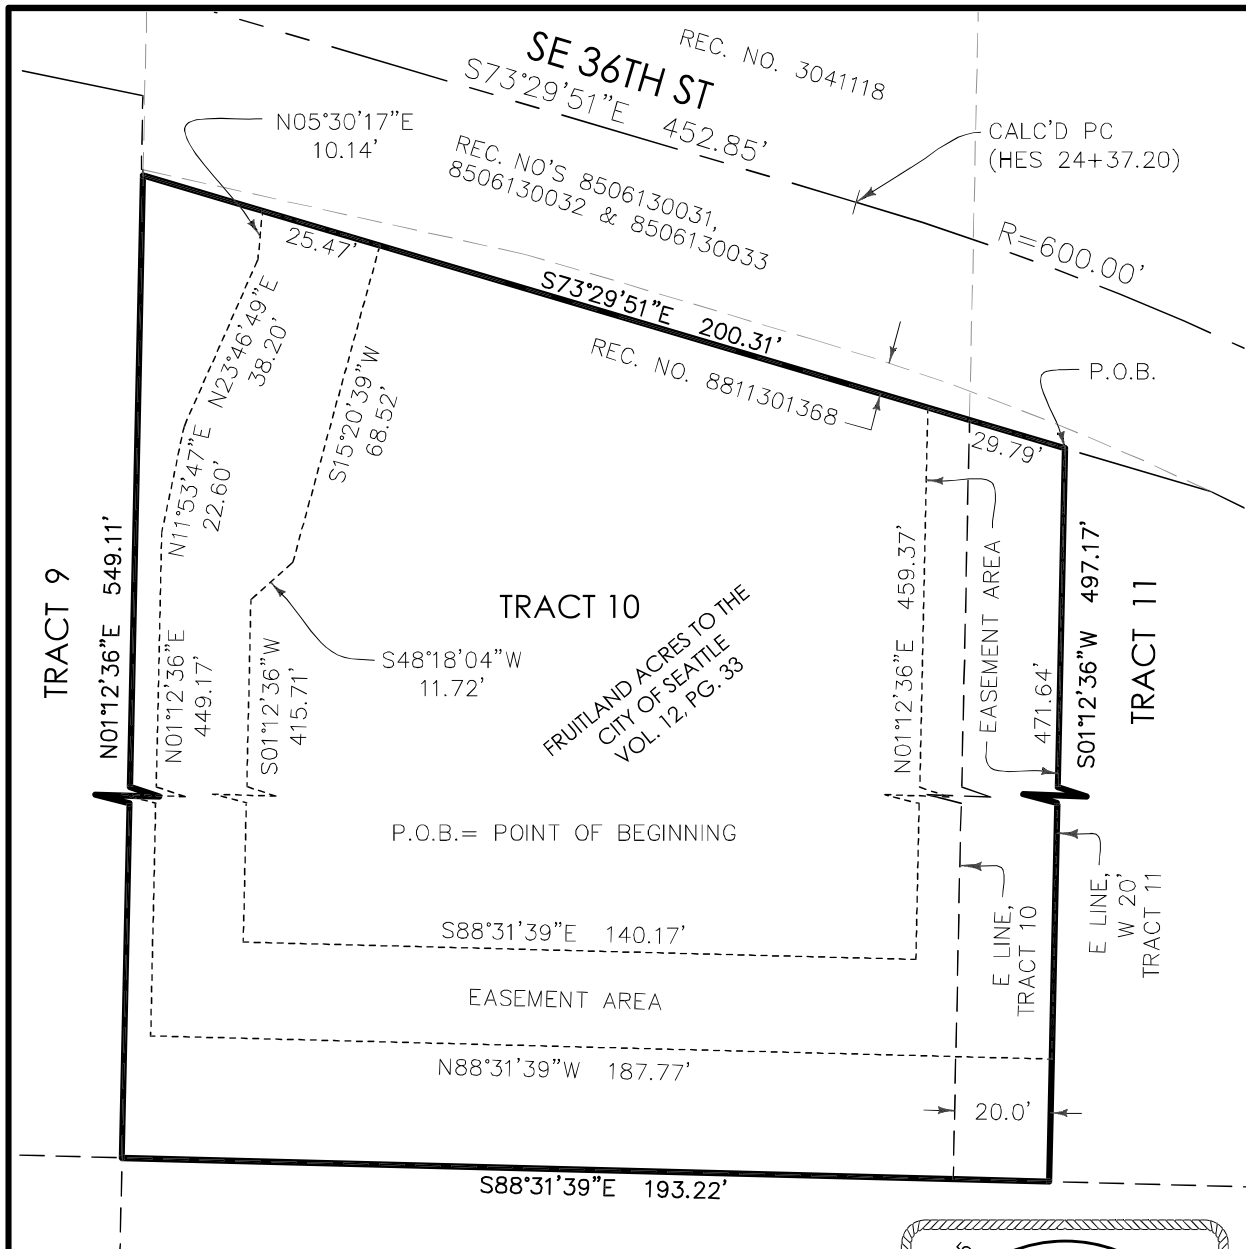 REC. NO. 3041118
SE 36TH ST
S73°29'51"E 452.85'
CALC'D PC
(HES 24+37.20)
N05°30'17"E
10.14'
REC. NO'S 8506130031,
8506130032 & 8506130033
R=600.00'
25.47'
S73°29'51"E 200.31'
REC. NO. 8811301368
P.O.B.
29.79'
N23°46'49"E
38.20'
S15°20'39"W
68.52'
N11°53'47"E
22.60'
TRACT 9
N01°12'36"E 549.11'
N01°12'36"E
449.17'
S01°12'36"W
415.71'
S48°18'04"W
11.72'
TRACT 10
FRUITLAND ACRES TO THE
CITY OF SEATTLE
VOL. 12, PG. 33
N01°12'36"E 459.37'
EASEMENT AREA
471.64'
S01°12'36"W 497.17'
TRACT 11
P.O.B.= POINT OF BEGINNING
S88°31'39"E 140.17'
EASEMENT AREA
N88°31'39"W 187.77'
E LINE,
TRACT 10
E LINE,
W 20'
TRACT 11
20.0'
S88°31'39"E 193.22'